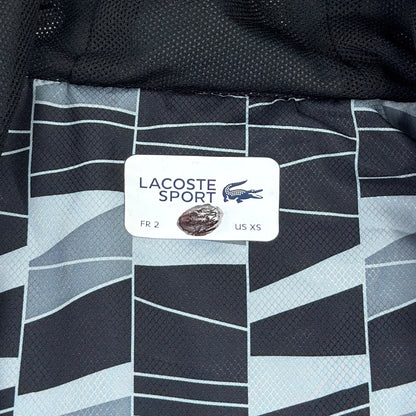 LACOSTE
SPORT
FR 2 US XS